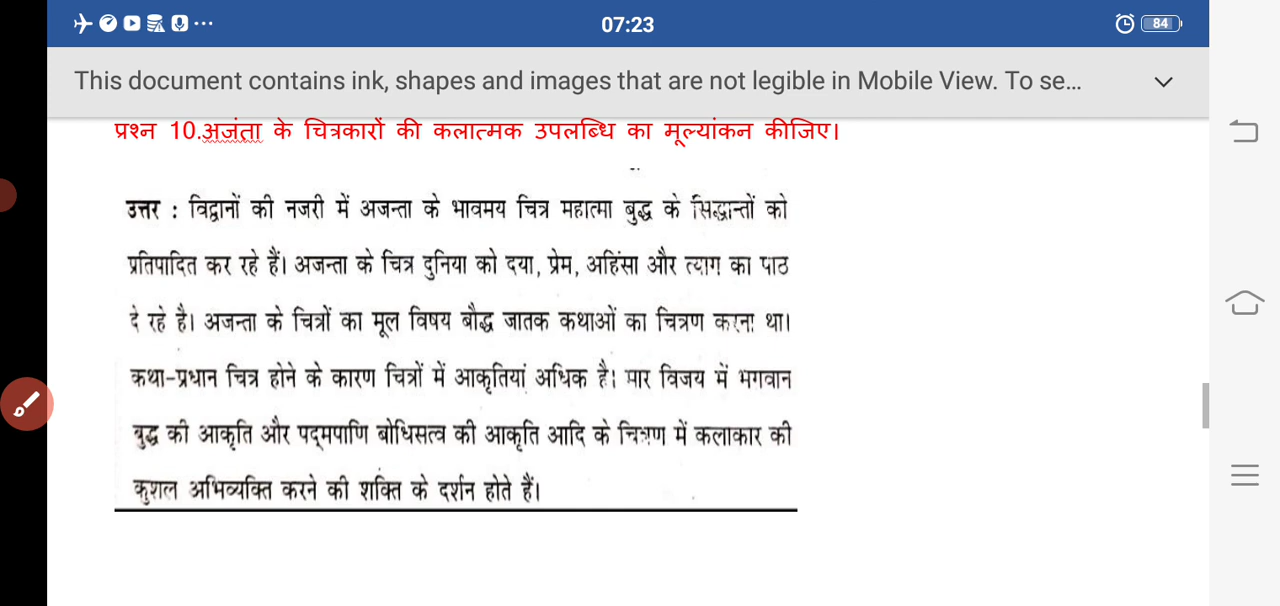 07:23
84
This document contains ink, shapes and images that are not legible in Mobile View. To se...
प्रश्न 10.अजंता के चित्रकारों की कलात्मक उपलब्धि का मूल्यांकन कीजिए।
उत्तर : विद्वानों की नजरी में अजन्ता के भावमय चित्र महात्मा बुद्ध के सिद्धान्तों को
प्रतिपादित कर रहे हैं। अजन्ता के चित्र दुनिया को दया, प्रेम, अहिंसा और त्याग का पाठ
दे रहे है। अजन्ता के चित्रों का मूल विषय बौद्ध जातक कथाओं का चित्रण करना था।
कथा-प्रधान चित्र होने के कारण चित्रों में आकृतियां अधिक है। मार विजय में भगवान
बुद्ध की आकृति और पद्मपाणि बोधिसत्व की आकृति आदि के चित्रण में कलाकार की
कुशल अभिव्यक्ति करने की शक्ति के दर्शन होते हैं।